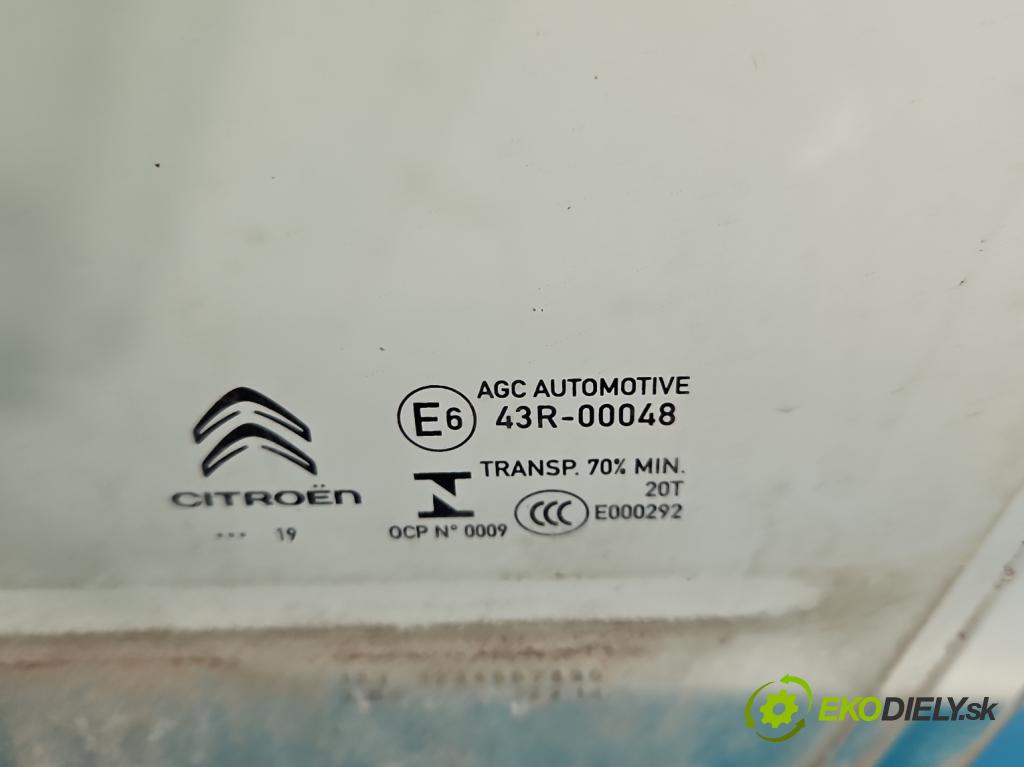 AGC AUTOMOTIVE
E6 43R-00048
TRANSP. 70% MIN.
20T
CCC E000292
OCP N° 0009
CITROËN
... 19
EKODIELY.sk